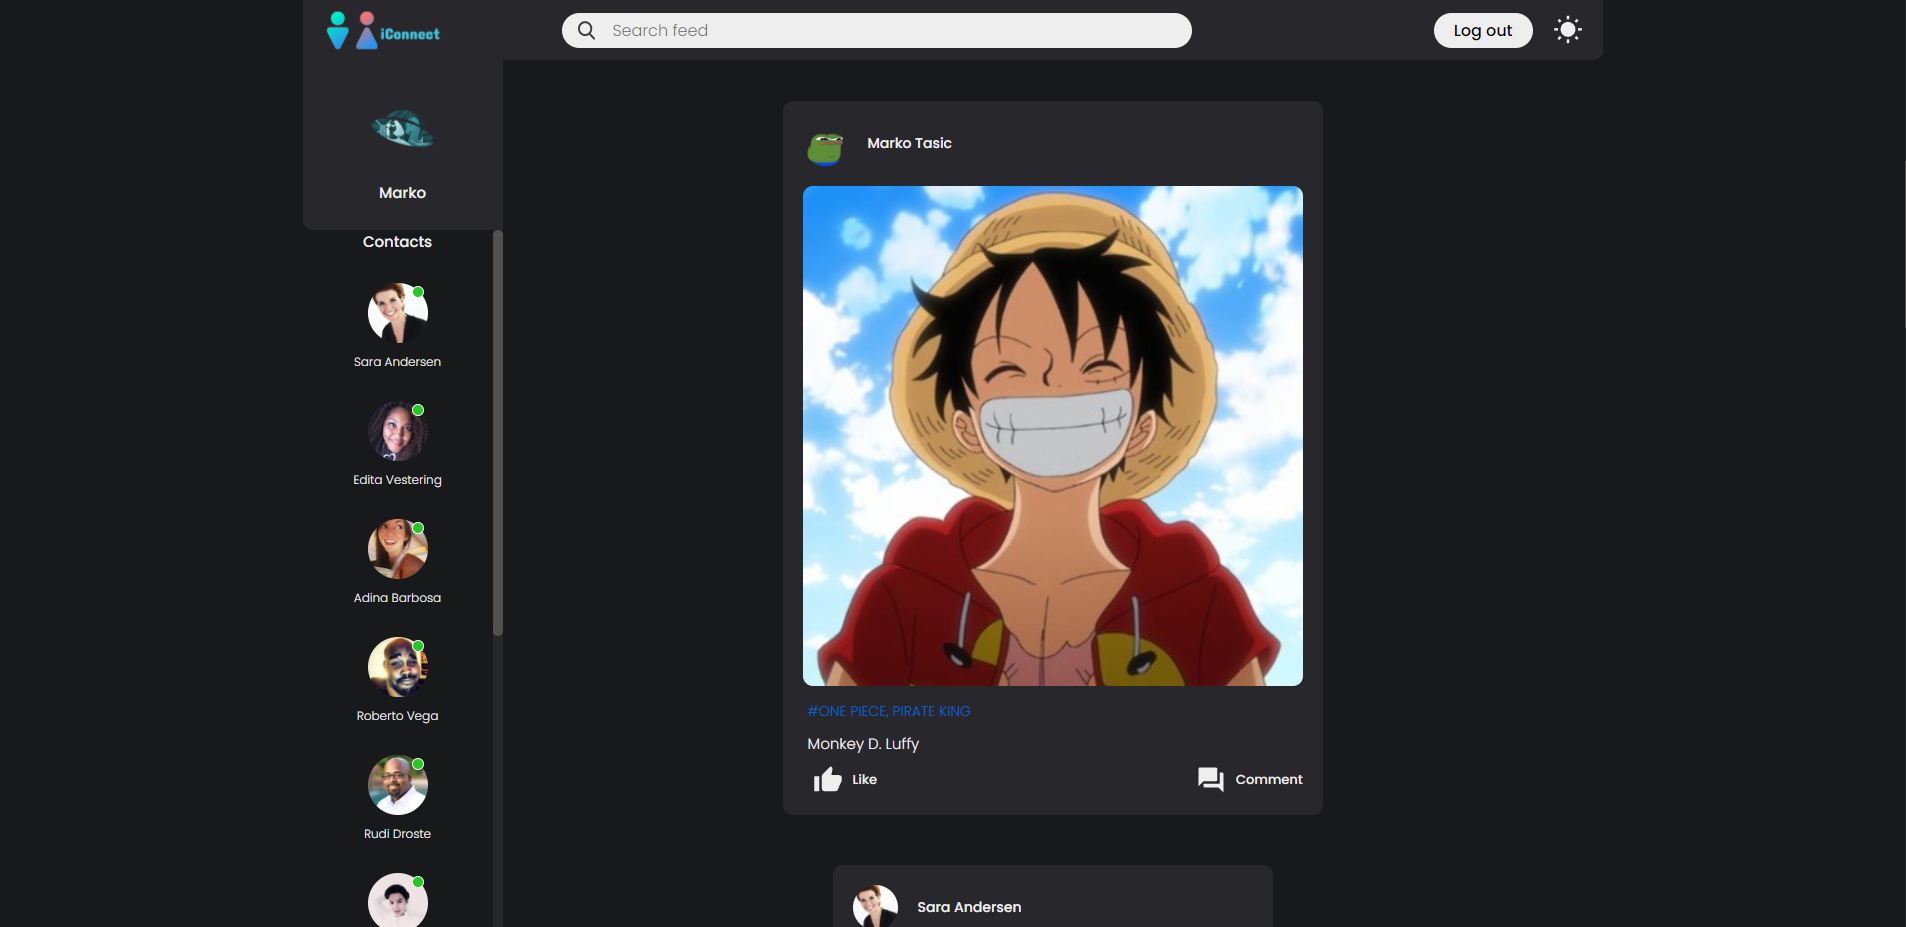 iConnect
Search feed
Log out
Marko
Contacts
Sara Andersen
Edita Vestering
Adina Barbosa
Roberto Vega
Rudi Droste
Marko Tasic
#ONE PIECE, PIRATE KING
Monkey D. Luffy
Like
Comment
Sara Andersen